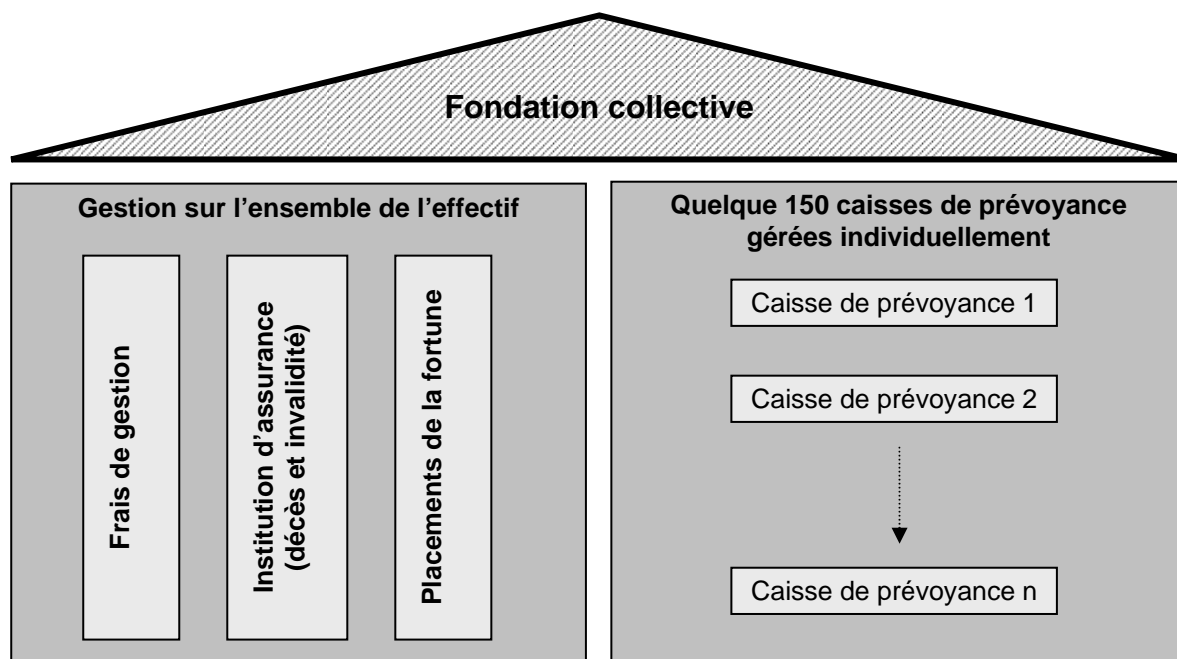 Fondation collective
Gestion sur l'ensemble de l'effectif
Frais de gestion
Institution d'assurance
(décès et invalidité)
Placements de la fortune
Quelque 150 caisses de prévoyance
gérées individuellement
Caisse de prévoyance 1
Caisse de prévoyance 2
Caisse de prévoyance n